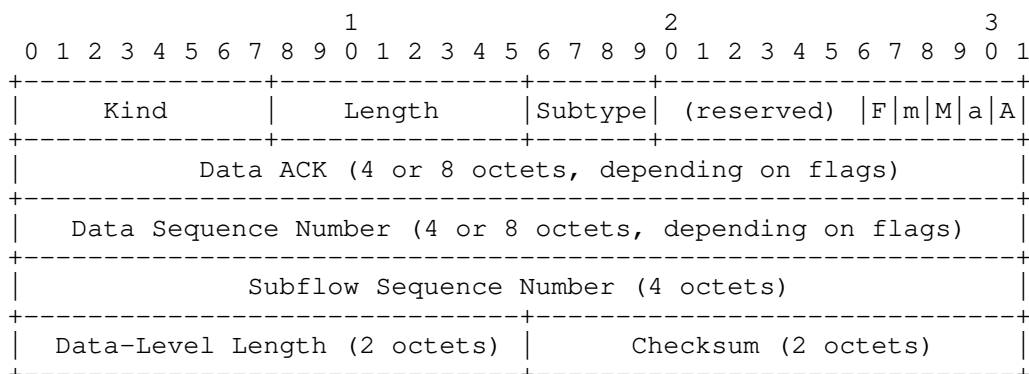 1 2 3
0 1 2 3 4 5 6 7 8 9 0 1 2 3 4 5 6 7 8 9 0 1 2 3 4 5 6 7 8 9 0 1
Kind Length Subtype (reserved) F m M a A
Data ACK (4 or 8 octets, depending on flags)
Data Sequence Number (4 or 8 octets, depending on flags)
Subflow Sequence Number (4 octets)
Data-Level Length (2 octets) Checksum (2 octets)